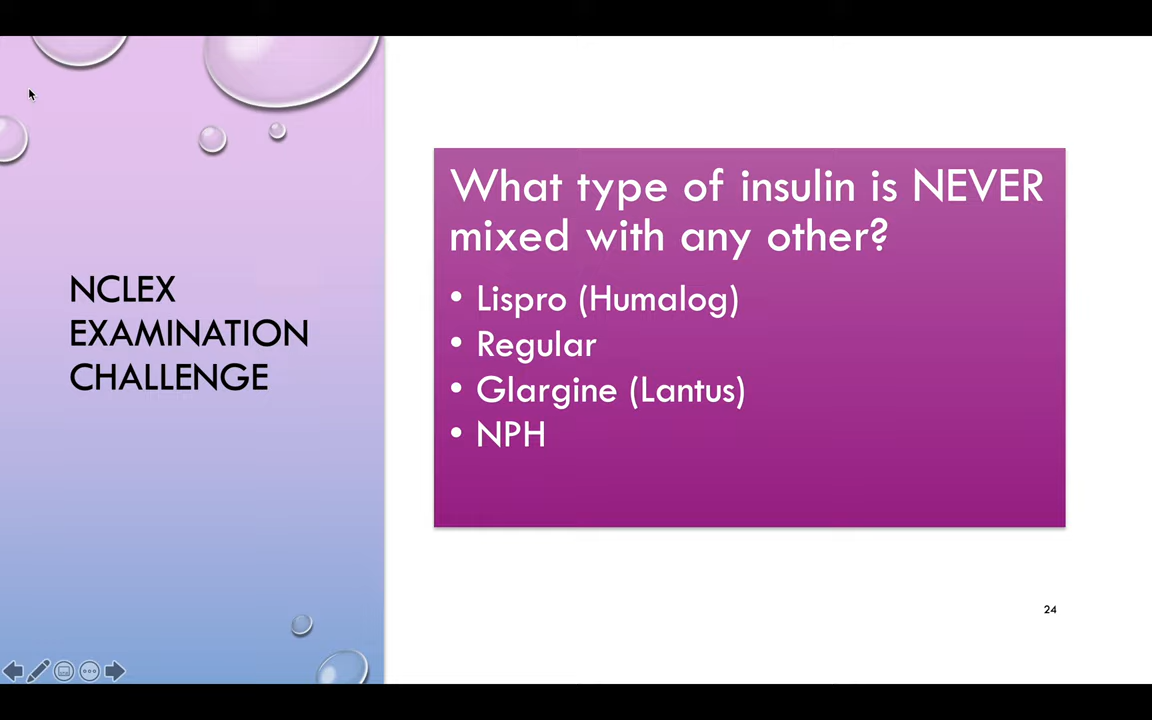 NCLEX
EXAMINATION
CHALLENGE
What type of insulin is NEVER
mixed with any other?
• Lispro (Humalog)
• Regular
• Glargine (Lantus)
• NPH
24